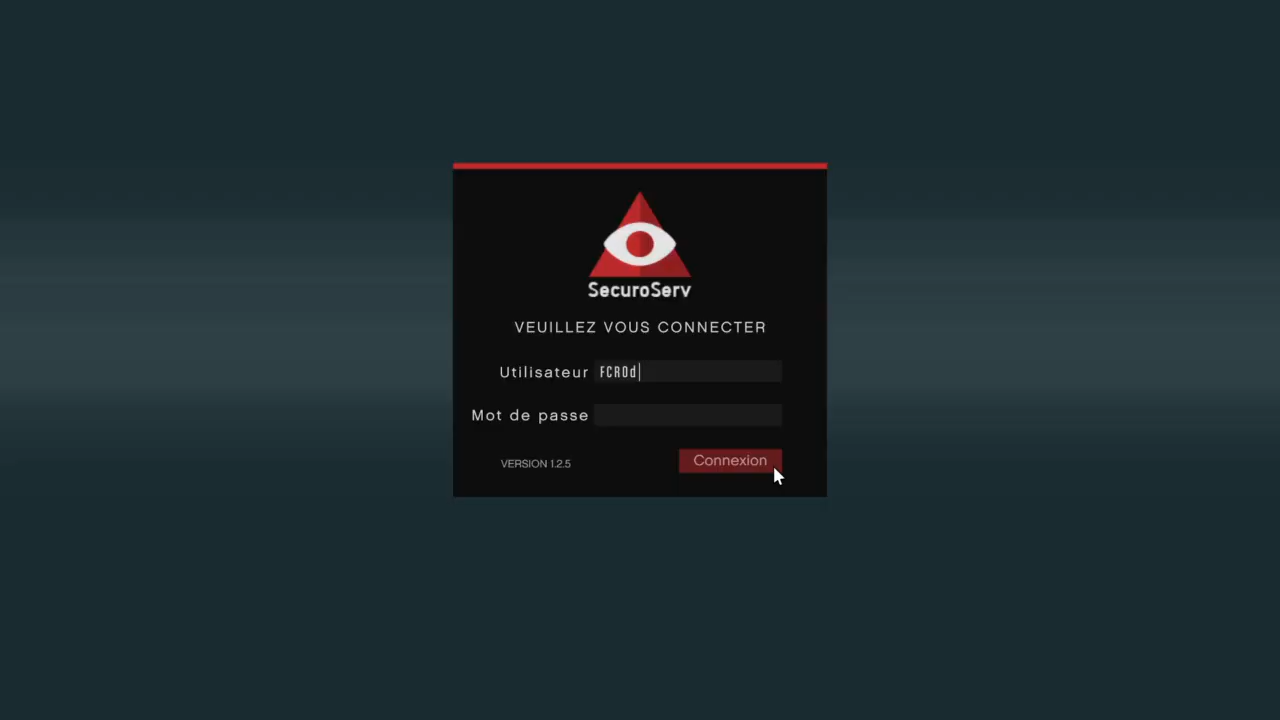 SecuroServ
VEUILLEZ VOUS CONNECTER
Utilisateur FCR0d
Mot de passe
VERSION 1.2.5 Connexion